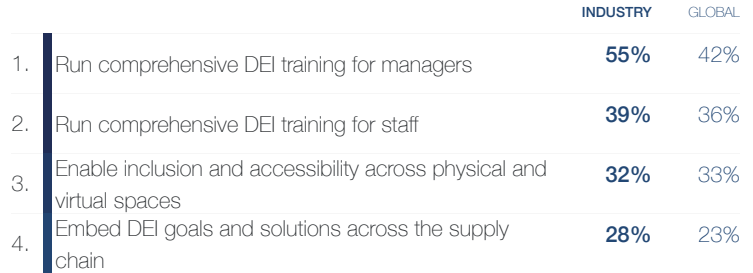 INDUSTRY GLOBAL
1. Run comprehensive DEI training for managers 55% 42%
2. Run comprehensive DEI training for staff 39% 36%
3. Enable inclusion and accessibility across physical and
virtual spaces 32% 33%
4. Embed DEI goals and solutions across the supply
chain 28% 23%